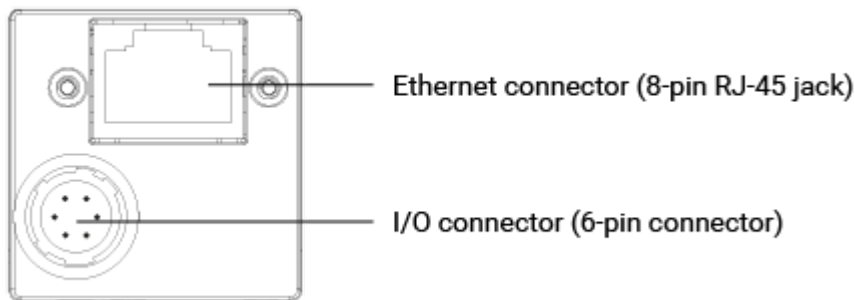 Ethernet connector (8-pin RJ-45 jack)
I/O connector (6-pin connector)